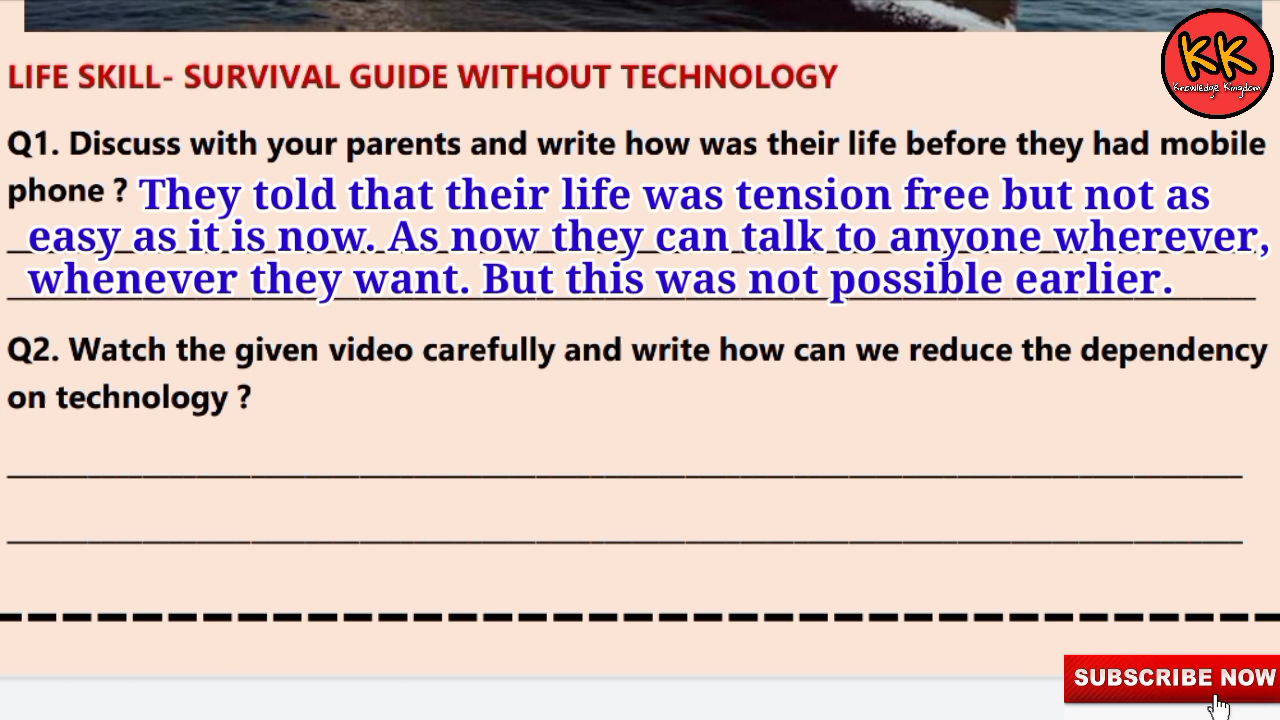 KK
Knowledge Kingdom
LIFE SKILL- SURVIVAL GUIDE WITHOUT TECHNOLOGY
Q1. Discuss with your parents and write how was their life before they had mobile
phone ? They told that their life was tension free but not as
easy as it is now. As now they can talk to anyone wherever,
whenever they want. But this was not possible earlier.
Q2. Watch the given video carefully and write how can we reduce the dependency
on technology ?
SUBSCRIBE NOW